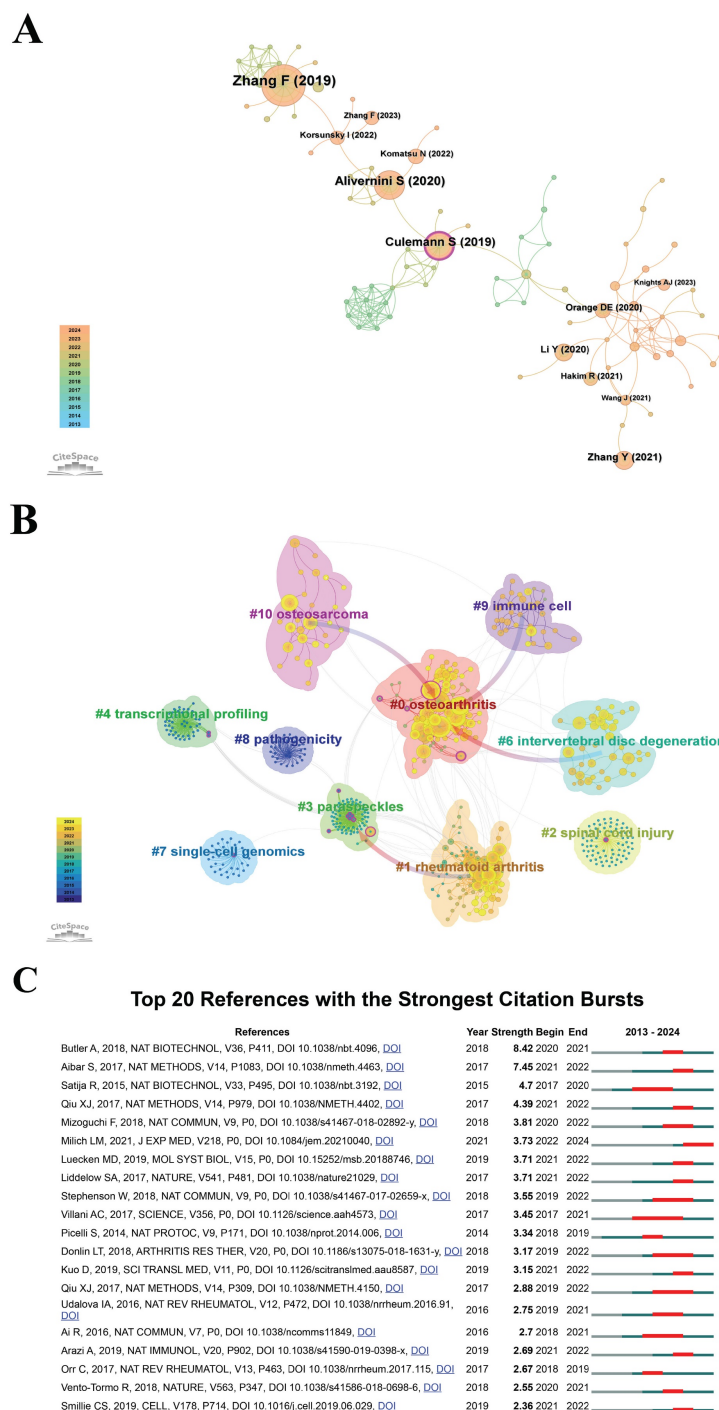 A
Zhang F (2019)
Zhang F (2023)
Korsunsky I (2022)
Komatsu N (2022)
Alivernini S (2020)
Culemann S (2019)
Knights AJ (2023)
Orange DE (2020)
Li Y (2020)
Hakim R (2021)
Wang J (2021)
Zhang Y (2021)
2024
2023
2022
2021
2020
2019
2018
2017
2016
2015
2014
2013
CiteSpace
B
#10 osteosarcoma
#9 immune cell
#4 transcriptional profiling
#0 osteoarthritis
#8 pathogenicity
#6 intervertebral disc degeneration
#3 paraspeckles
#2 spinal cord injury
#7 single-cell genomics
#1 rheumatoid arthritis
2024
2023
2022
2021
2020
2019
2018
2017
2016
2015
2014
CiteSpace
C
Top 20 References with the Strongest Citation Bursts
References Year Strength Begin End 2013 - 2024
Butler A, 2018, NAT BIOTECHNOL, V36, P411, DOI 10.1038/nbt.4096, DOI 2018 8.42 2020 2021
Aibar S, 2017, NAT METHODS, V14, P1083, DOI 10.1038/nmeth.4463, DOI 2017 7.45 2021 2022
Satija R, 2015, NAT BIOTECHNOL, V33, P495, DOI 10.1038/nbt.3192, DOI 2015 4.7 2017 2020
Qiu XJ, 2017, NAT METHODS, V14, P979, DOI 10.1038/NMETH.4402, DOI 2017 4.39 2021 2022
Mizoguchi F, 2018, NAT COMMUN, V9, P0, DOI 10.1038/s41467-018-02892-y, DOI 2018 3.81 2020 2022
Milich LM, 2021, J EXP MED, V218, P0, DOI 10.1084/jem.20210040, DOI 2021 3.73 2022 2024
Luecken MD, 2019, MOL SYST BIOL, V15, P0, DOI 10.15252/msb.20188746, DOI 2019 3.71 2021 2022
Liddelow SA, 2017, NATURE, V541, P481, DOI 10.1038/nature21029, DOI 2017 3.71 2021 2022
Stephenson W, 2018, NAT COMMUN, V9, P0, DOI 10.1038/s41467-017-02659-x, DOI 2018 3.55 2019 2022
Villani AC, 2017, SCIENCE, V356, P0, DOI 10.1126/science.aah4573, DOI 2017 3.45 2017 2021
Picelli S, 2014, NAT PROTOC, V9, P171, DOI 10.1038/nprot.2014.006, DOI 2014 3.34 2018 2019
Donlin LT, 2018, ARTHRITIS RES THER, V20, P0, DOI 10.1186/s13075-018-1631-y, DOI 2018 3.17 2019 2022
Kuo D, 2019, SCI TRANSL MED, V11, P0, DOI 10.1126/scitranslmed.aau8587, DOI 2019 3.15 2021 2022
Qiu XJ, 2017, NAT METHODS, V14, P309, DOI 10.1038/NMETH.4150, DOI 2017 2.88 2019 2022
Udalova IA, 2016, NAT REV RHEUMATOL, V12, P472, DOI 10.1038/nrrheum.2016.91, DOI 2016 2.75 2019 2021
Ai R, 2016, NAT COMMUN, V7, P0, DOI 10.1038/ncomms11849, DOI 2016 2.7 2018 2021
Arazi A, 2019, NAT IMMUNOL, V20, P902, DOI 10.1038/s41590-019-0398-x, DOI 2019 2.69 2021 2022
Orr C, 2017, NAT REV RHEUMATOL, V13, P463, DOI 10.1038/nrrheum.2017.115, DOI 2017 2.67 2018 2019
Vento-Tormo R, 2018, NATURE, V563, P347, DOI 10.1038/s41586-018-0698-6, DOI 2018 2.55 2020 2021
Smillie CS, 2019, CELL, V178, P714, DOI 10.1016/j.cell.2019.06.029, DOI 2019 2.36 2021 2022